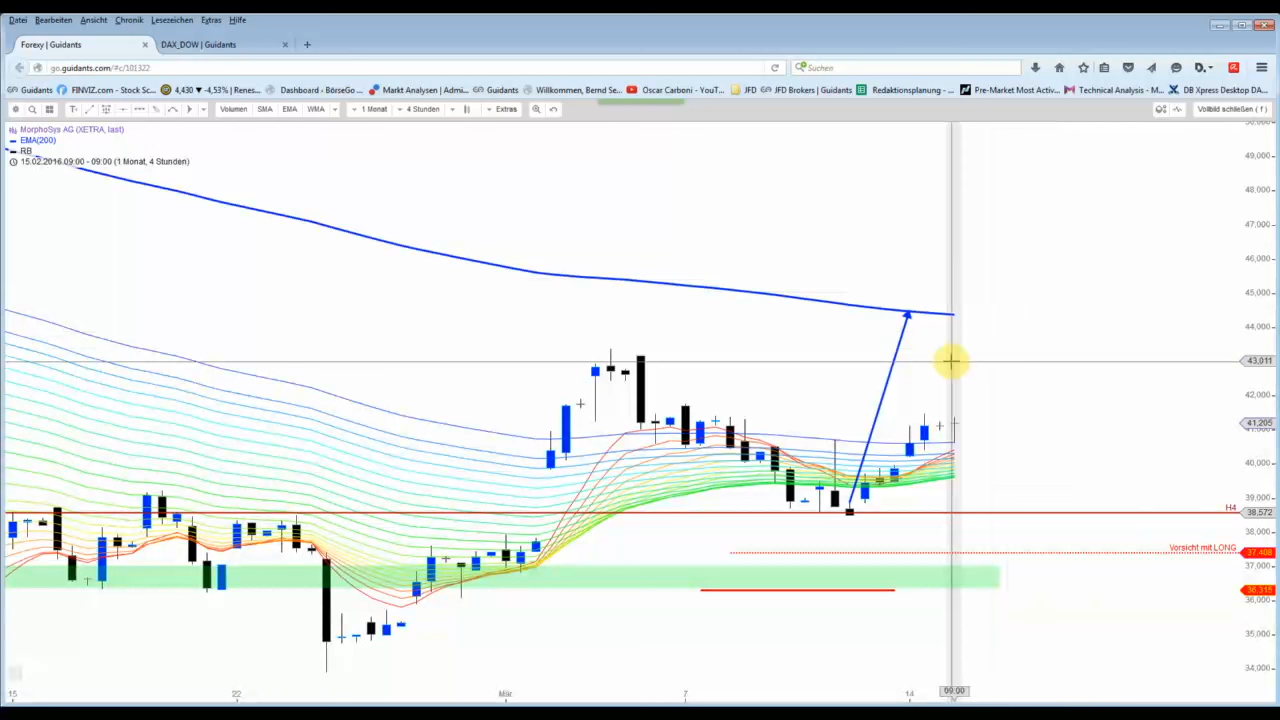 Datei Bearbeiten Ansicht Chronik Lesezeichen Extras Hilfe
Forexy | Guidants × DAX_DOW | Guidants × +
go.guidants.com/#c/101322 Suchen
Guidants FINVIZ.com - Stock Sc... 4,430 ▼ -4,53% | Renes... Dashboard - BörseGo ... Markt Analysen | Admi... Guidants Willkommen, Bernd Se... Oscar Carboni - YouT... JFD JFD Brokers | Guidants Redaktionsplanung - ... Pre-Market Most Activ... Technical Analysis - M... DB Xpress Desktop DA...
Volumen SMA EMA WMA 1 Monat 4 Stunden Extras Vollbild schließen ( f )
MorphoSys AG (XETRA, last)
EMA(200)
RB
15.02.2016 09:00 - 09:00 (1 Monat, 4 Stunden)
49,000
48,000
47,000
46,000
45,000
44,000
43,011
42,000
41,205
40,000
39,000
H4
38,572
38,000
Vorsicht mit LONG
37,408
37,000
36,315
36,000
35,000
34,000
15 22 Mär. 7 14 09:00